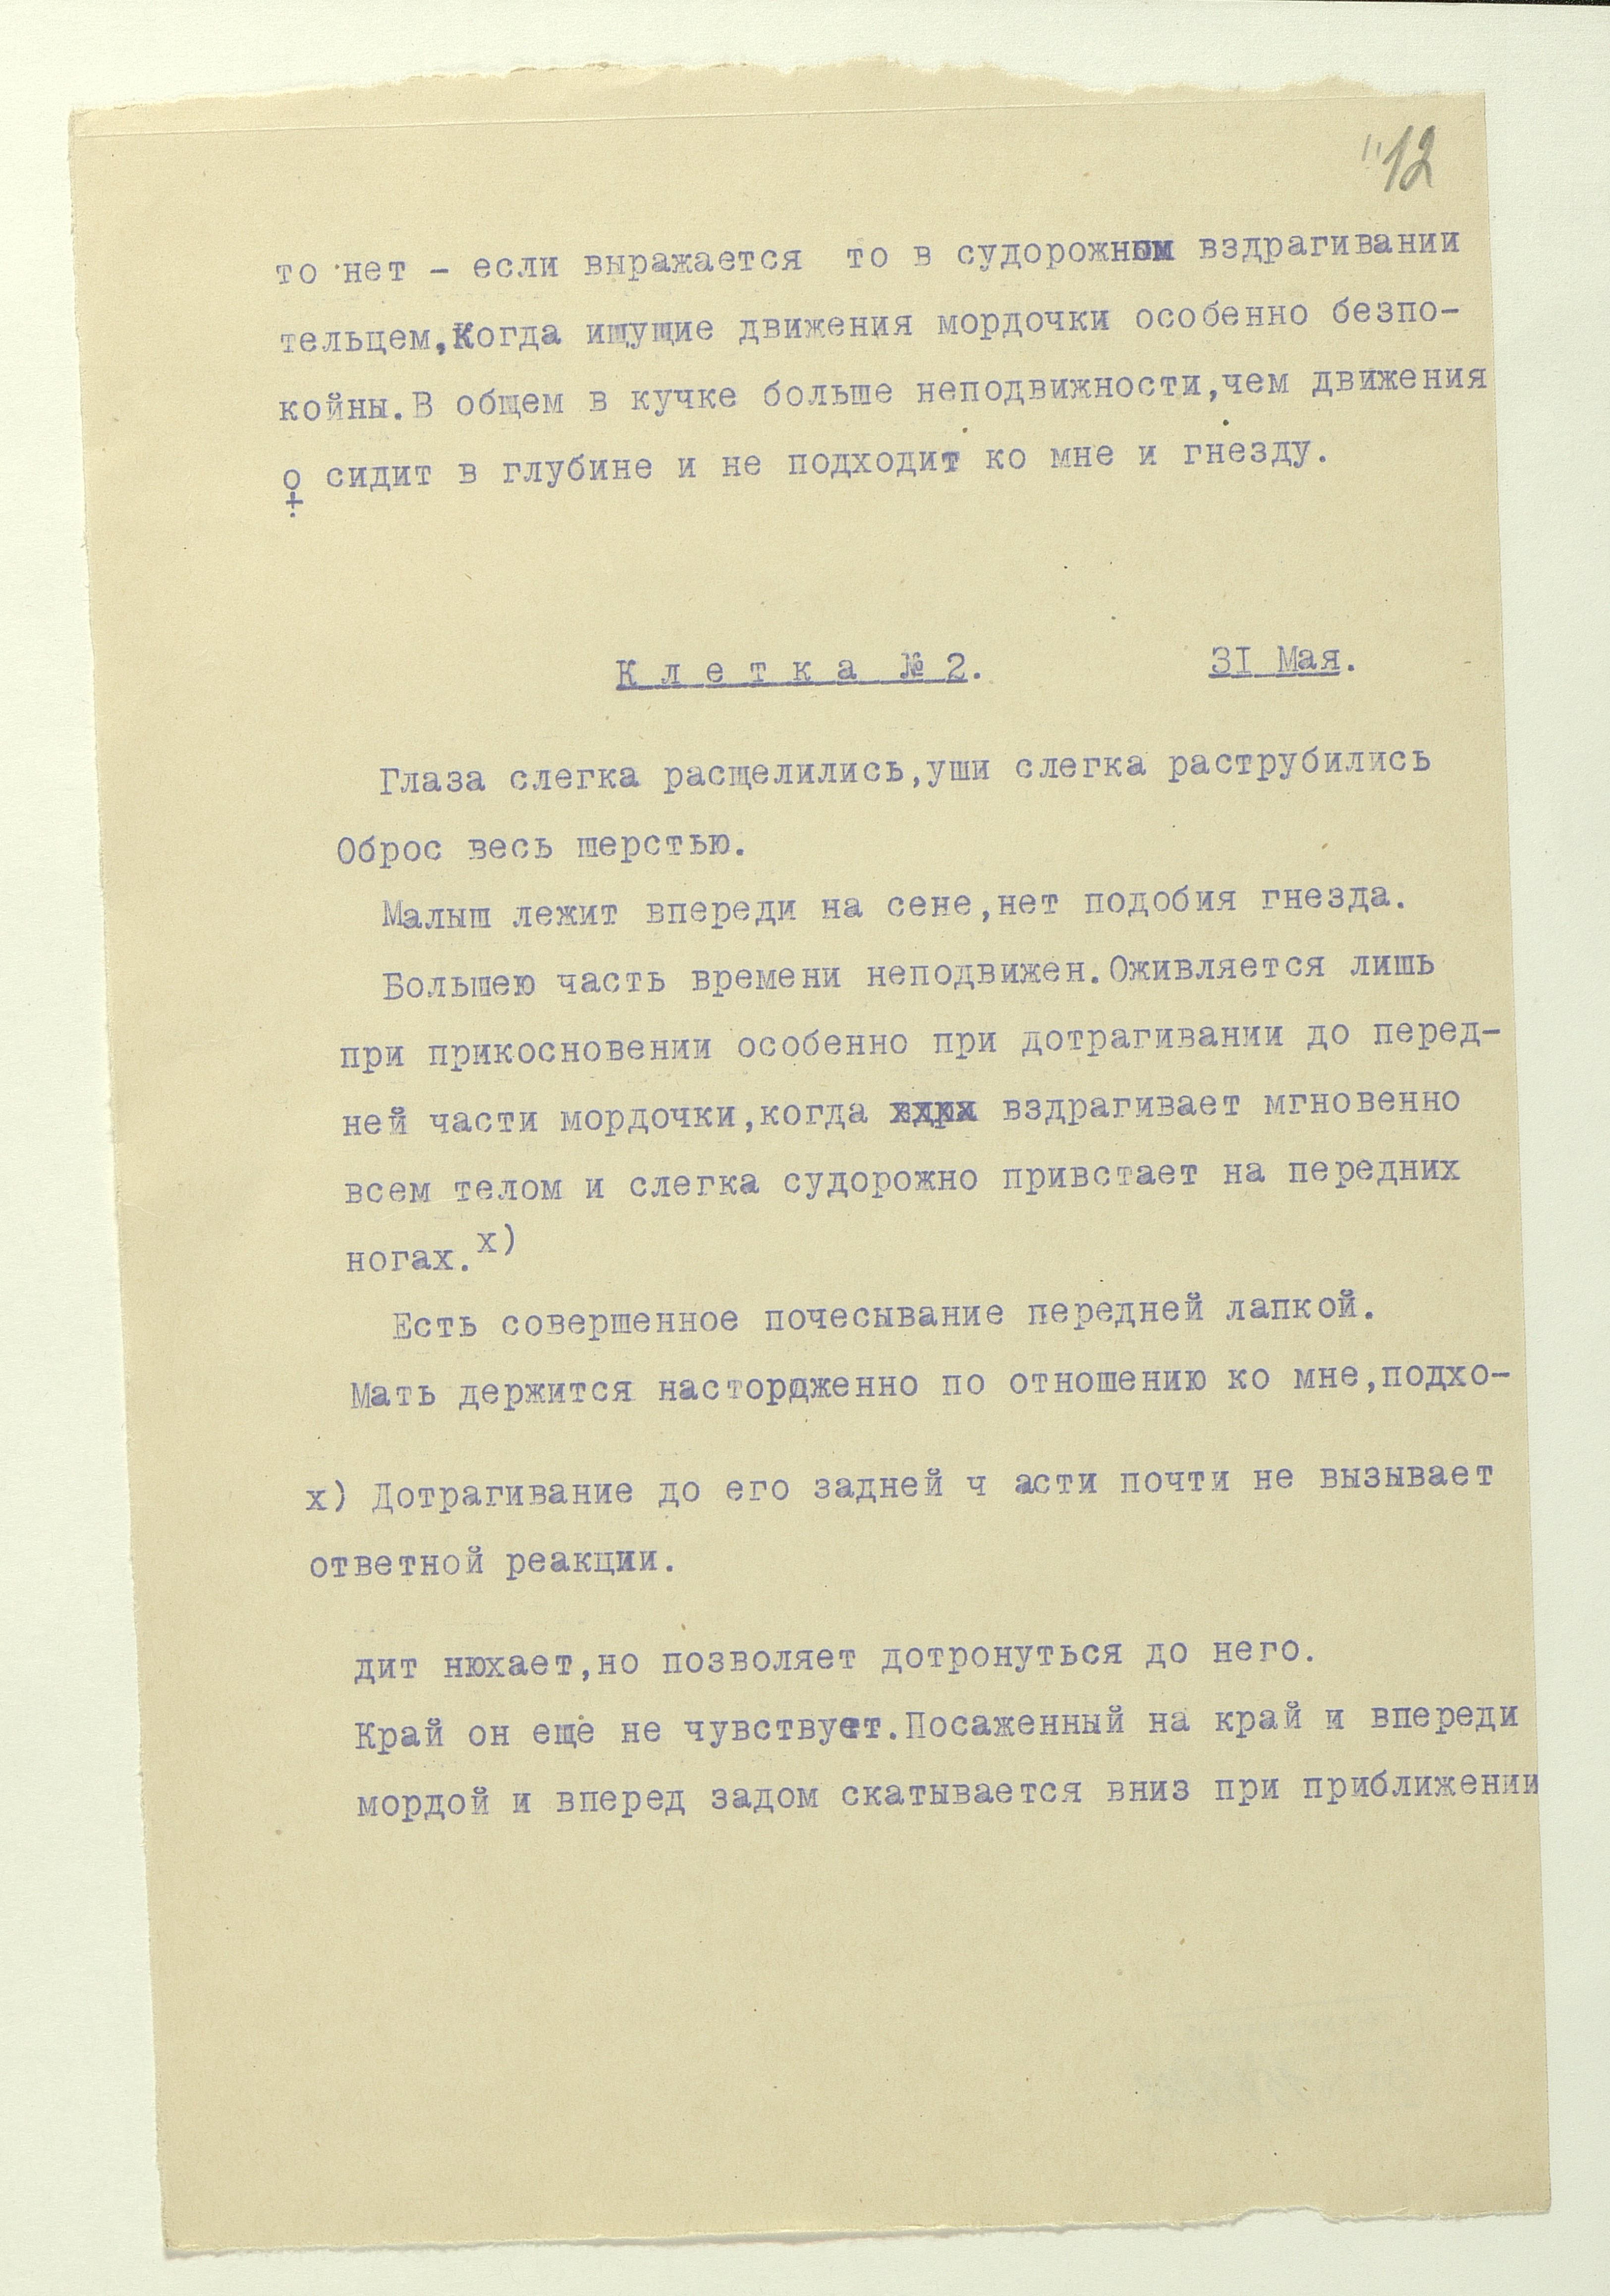 "12
то нет - если выражается то в судорожном вздрагивании
тельцем,Когда ищущие движения мордочки особенно безпо-
койны.В общем в кучке больше неподвижности,чем движения
♀ сидит в глубине и не подходит ко мне и гнезду.
К л е т к а № 2. 3I Мая.
Глаза слегка расщелились,уши слегка раструбились
Оброс весь шерстью.
Малыш лежит впереди на сене,нет подобия гнезда.
Большею часть времени неподвижен.Оживляется лишь
при прикосновении особенно при дотрагивании до перед-
ней части мордочки,когда вздрагивает мгновенно
всем телом и слегка судорожно привстает на передних
ногах.х)
Есть совершенное почесывание передней лапкой.
Мать держится настордженно по отношению ко мне,подхо-
х) Дотрагивание до его задней ч асти почти не вызывает
ответной реакции.
дит нюхает,но позволяет дотронуться до него.
Край он еще не чувствует.Посаженный на край и впереди
мордой и вперед задом скатывается вниз при приближении